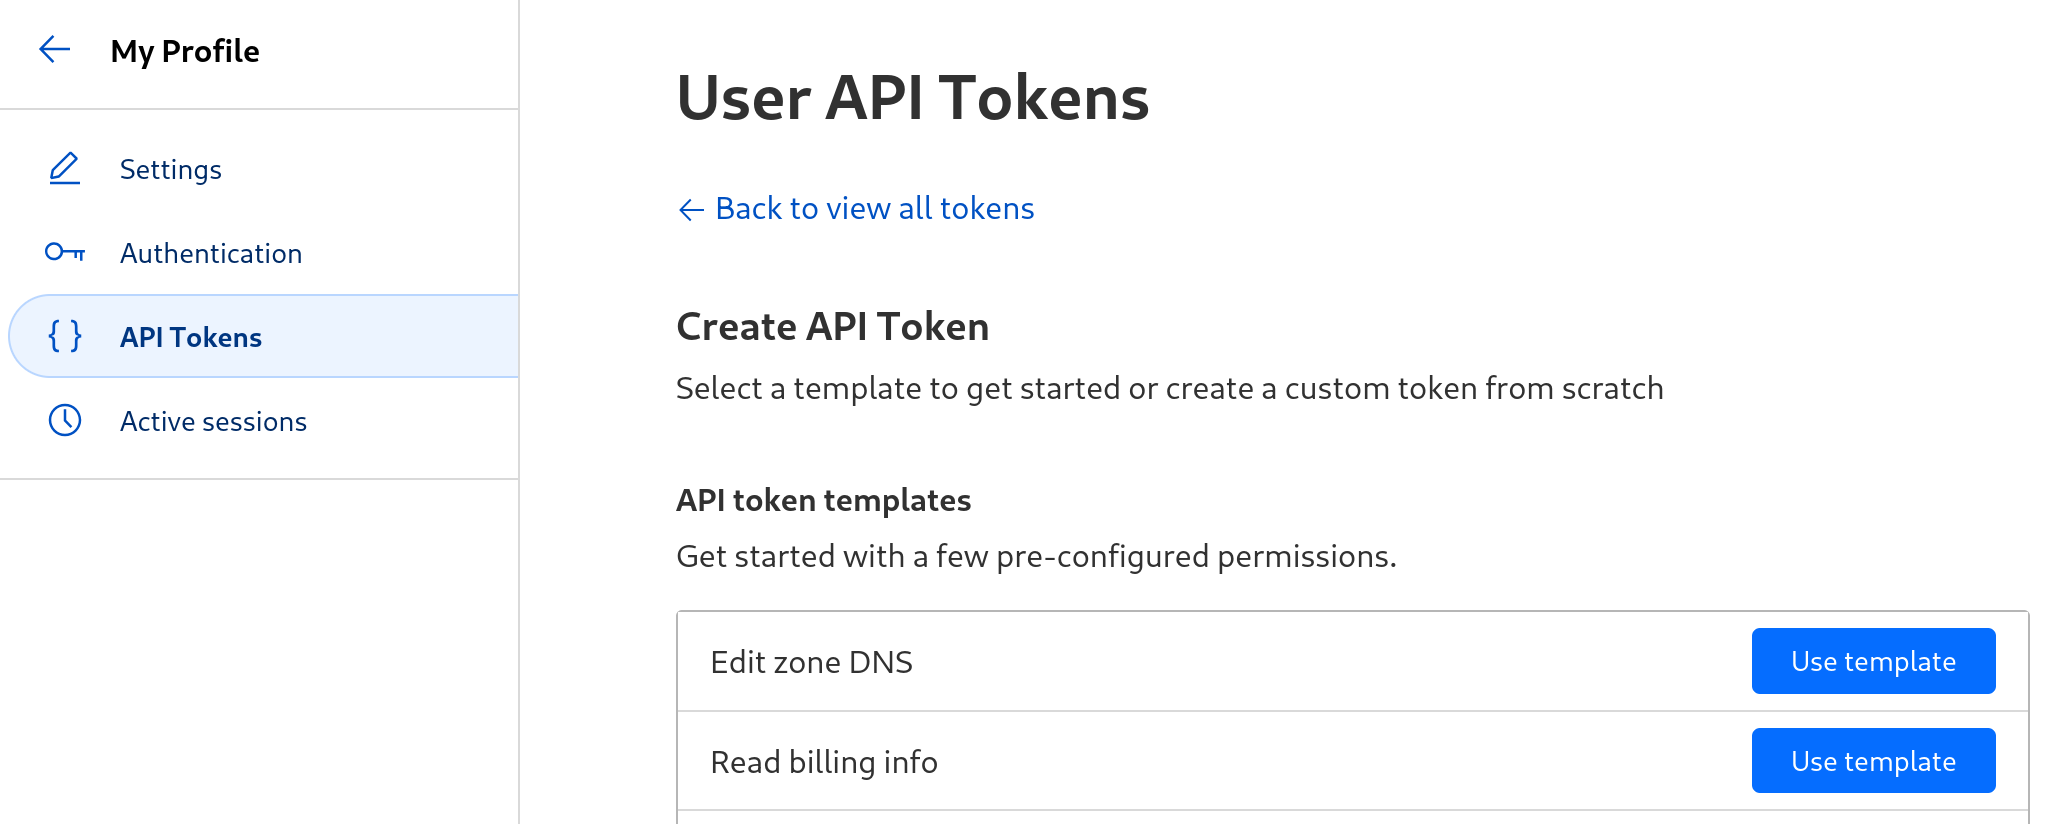 My Profile
Settings
Authentication
API Tokens
Active sessions
User API Tokens
Back to view all tokens
Create API Token
Select a template to get started or create a custom token from scratch
API token templates
Get started with a few pre-configured permissions.
Edit zone DNS
Use template
Read billing info
Use template